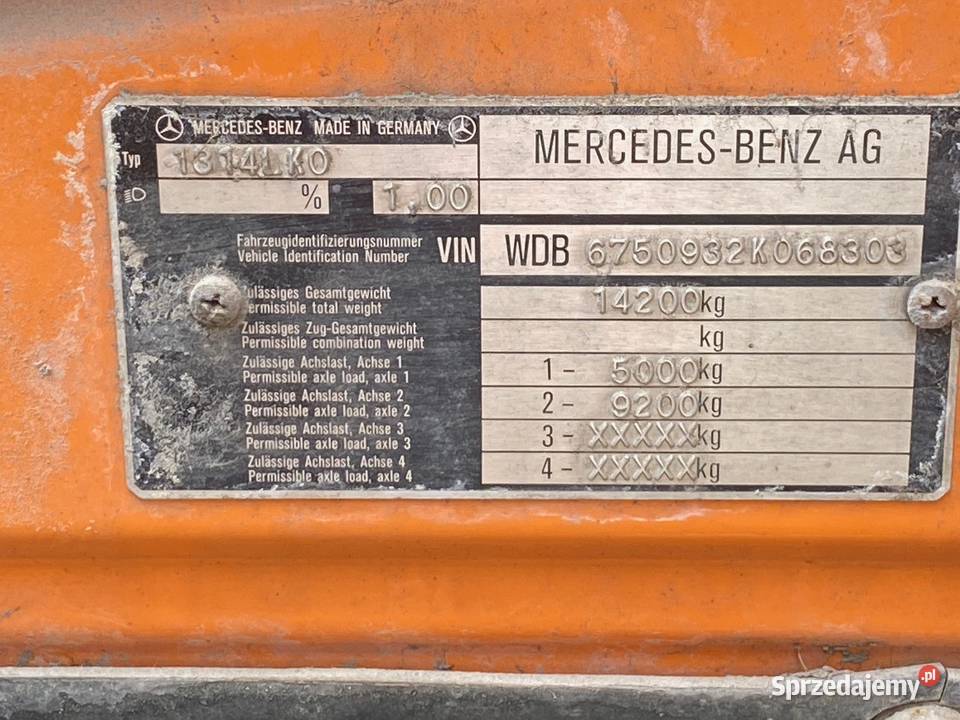 MERCEDES-BENZ MADE IN GERMANY
MERCEDES-BENZ AG
Typ 1314LKO
% 1.00
Fahrzeugidentifizierungsnummer
Vehicle Identification Number
VIN WDB 6750932K068303
Zulässiges Gesamtgewicht
Permissible total weight
14200kg
Zulässiges Zug-Gesamtgewicht
Permissible combination weight
kg
Zulässige Achslast, Achse 1
Permissible axle load, axle 1
1- 5000kg
Zulässige Achslast, Achse 2
Permissible axle load, axle 2
2- 9200kg
Zulässige Achslast, Achse 3
Permissible axle load, axle 3
3- XXXXXkg
Zulässige Achslast, Achse 4
Permissible axle load, axle 4
4- XXXXXkg
Sprzedajemy.pl